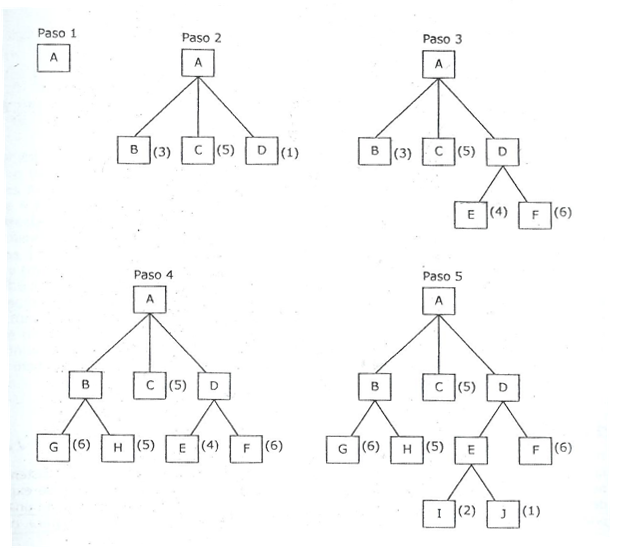 Paso 1
A
Paso 2
A
B (3) C (5) D (1)
Paso 3
A
B (3) C (5) D
E (4) F (6)
Paso 4
A
B C (5) D
G (6) H (5) E (4) F (6)
Paso 5
A
B C (5) D
G (6) H (5) E F (6)
I (2) J (1)